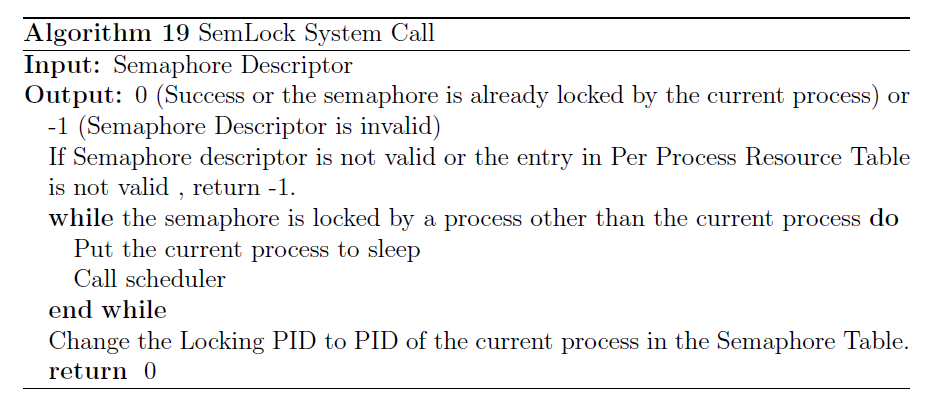 Algorithm 19 SemLock System Call
Input: Semaphore Descriptor
Output: 0 (Success or the semaphore is already locked by the current process) or
-1 (Semaphore Descriptor is invalid)
If Semaphore descriptor is not valid or the entry in Per Process Resource Table
is not valid , return -1.
while the semaphore is locked by a process other than the current process do
Put the current process to sleep
Call scheduler
end while
Change the Locking PID to PID of the current process in the Semaphore Table.
return 0